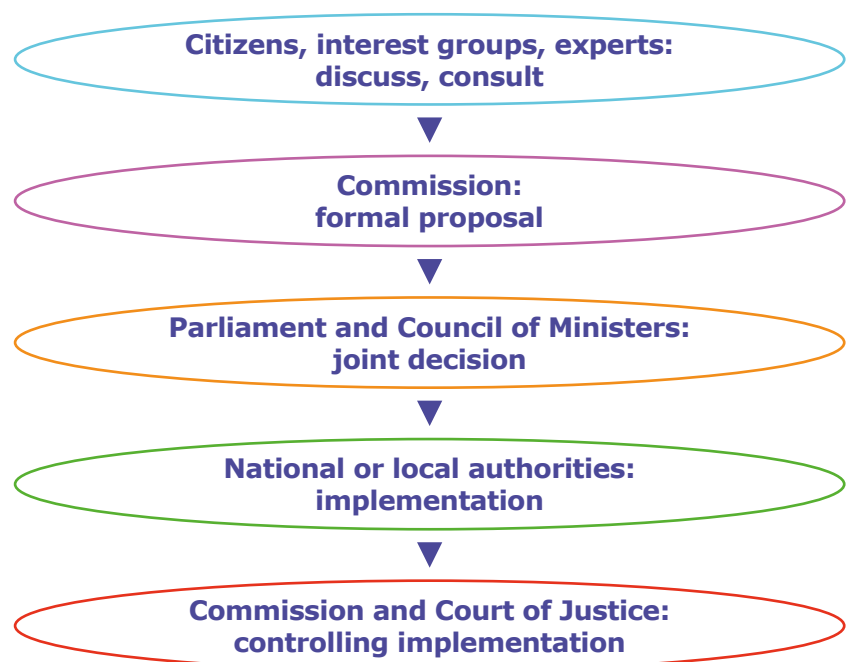 Citizens, interest groups, experts:
discuss, consult
Commission:
formal proposal
Parliament and Council of Ministers:
joint decision
National or local authorities:
implementation
Commission and Court of Justice:
controlling implementation